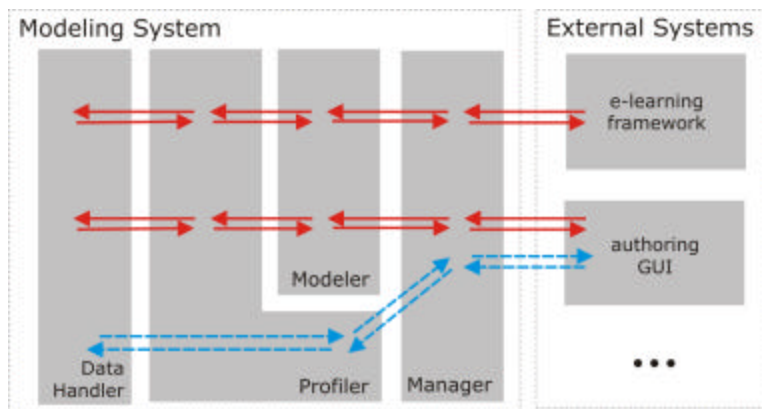 Modeling System
External Systems
e-learning
framework
authoring
GUI
Modeler
Data
Handler
Profiler
Manager
...